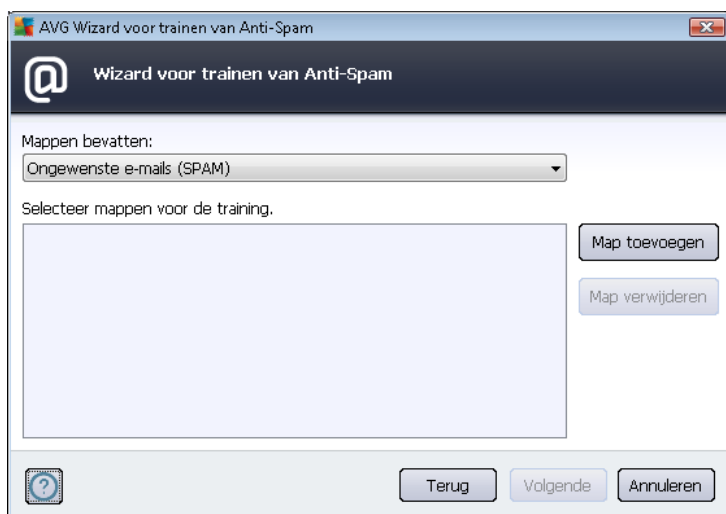 AVG Wizard voor trainen van Anti-Spam
Wizard voor trainen van Anti-Spam
Mappen bevatten:
Ongewenste e-mails (SPAM)
Selecteer mappen voor de training.
Map toevoegen
Map verwijderen
Terug
Volgende
Annuleren